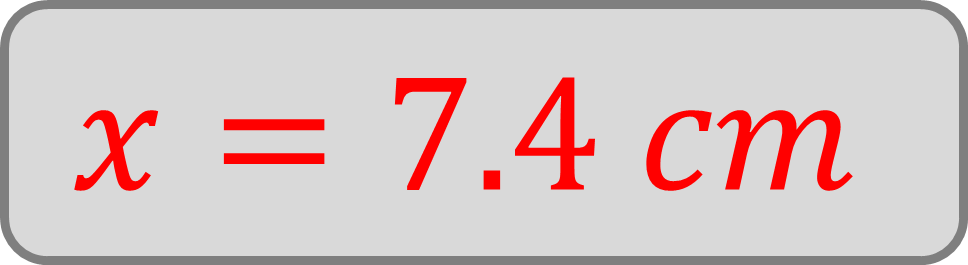 x = 7.4 cm